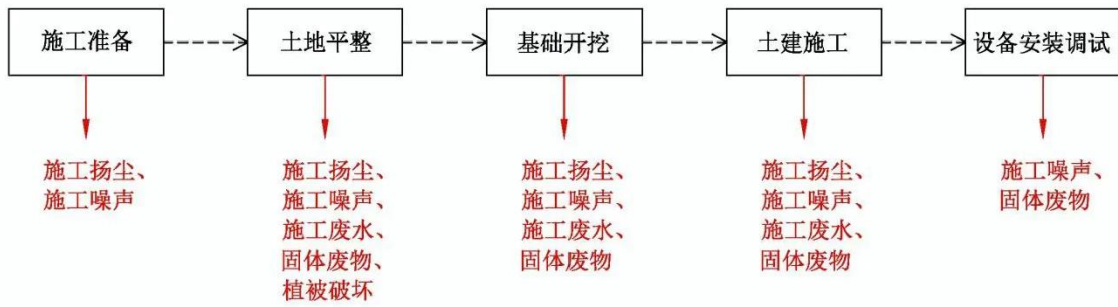 施工准备
土地平整
基础开挖
土建施工
设备安装调试
施工扬尘、
施工噪声
施工扬尘、
施工噪声、
施工废水、
固体废物、
植被破坏
施工扬尘、
施工噪声、
施工废水、
固体废物
施工扬尘、
施工噪声、
施工废水、
固体废物
施工噪声、
固体废物